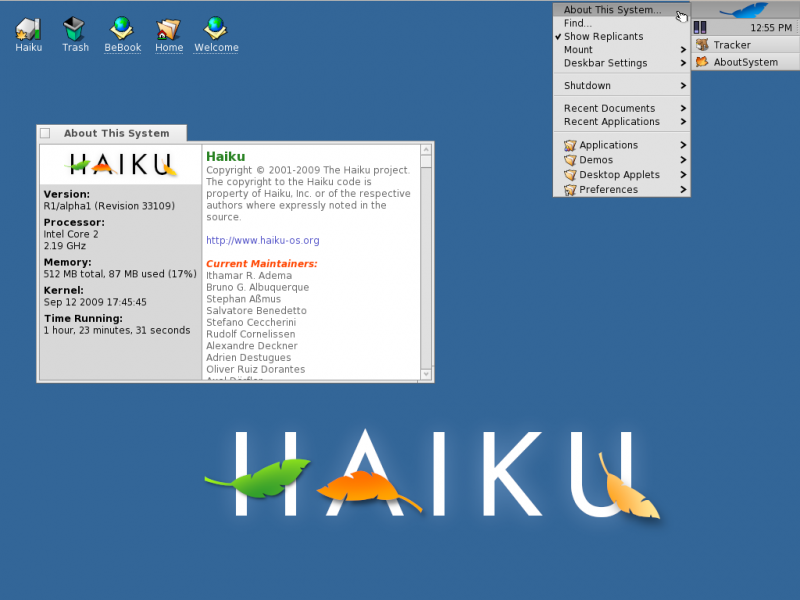 Haiku
Trash
BeBook
Home
Welcome
About This System...
Find...
Show Replicants
Mount
Deskbar Settings
Shutdown
Recent Documents
Recent Applications
Applications
Demos
Desktop Applets
Preferences
12:55 PM
Tracker
AboutSystem
About This System
HAIKU
Version:
R1/alpha1 (Revision 33109)
Processor:
Intel Core 2
2.19 GHz
Memory:
512 MB total, 87 MB used (17%)
Kernel:
Sep 12 2009 17:45:45
Time Running:
1 hour, 23 minutes, 31 seconds
Haiku
Copyright © 2001-2009 The Haiku project.
The copyright to the Haiku code is
property of Haiku, Inc. or of the respective
authors where expressly noted in the
source.
http://www.haiku-os.org
Current Maintainers:
Ithamar R. Adema
Bruno G. Albuquerque
Stephan Aßmus
Salvatore Benedetto
Stefano Ceccherini
Rudolf Cornelissen
Alexandre Deckner
Adrien Destugues
Oliver Ruiz Dorantes
HAIKU